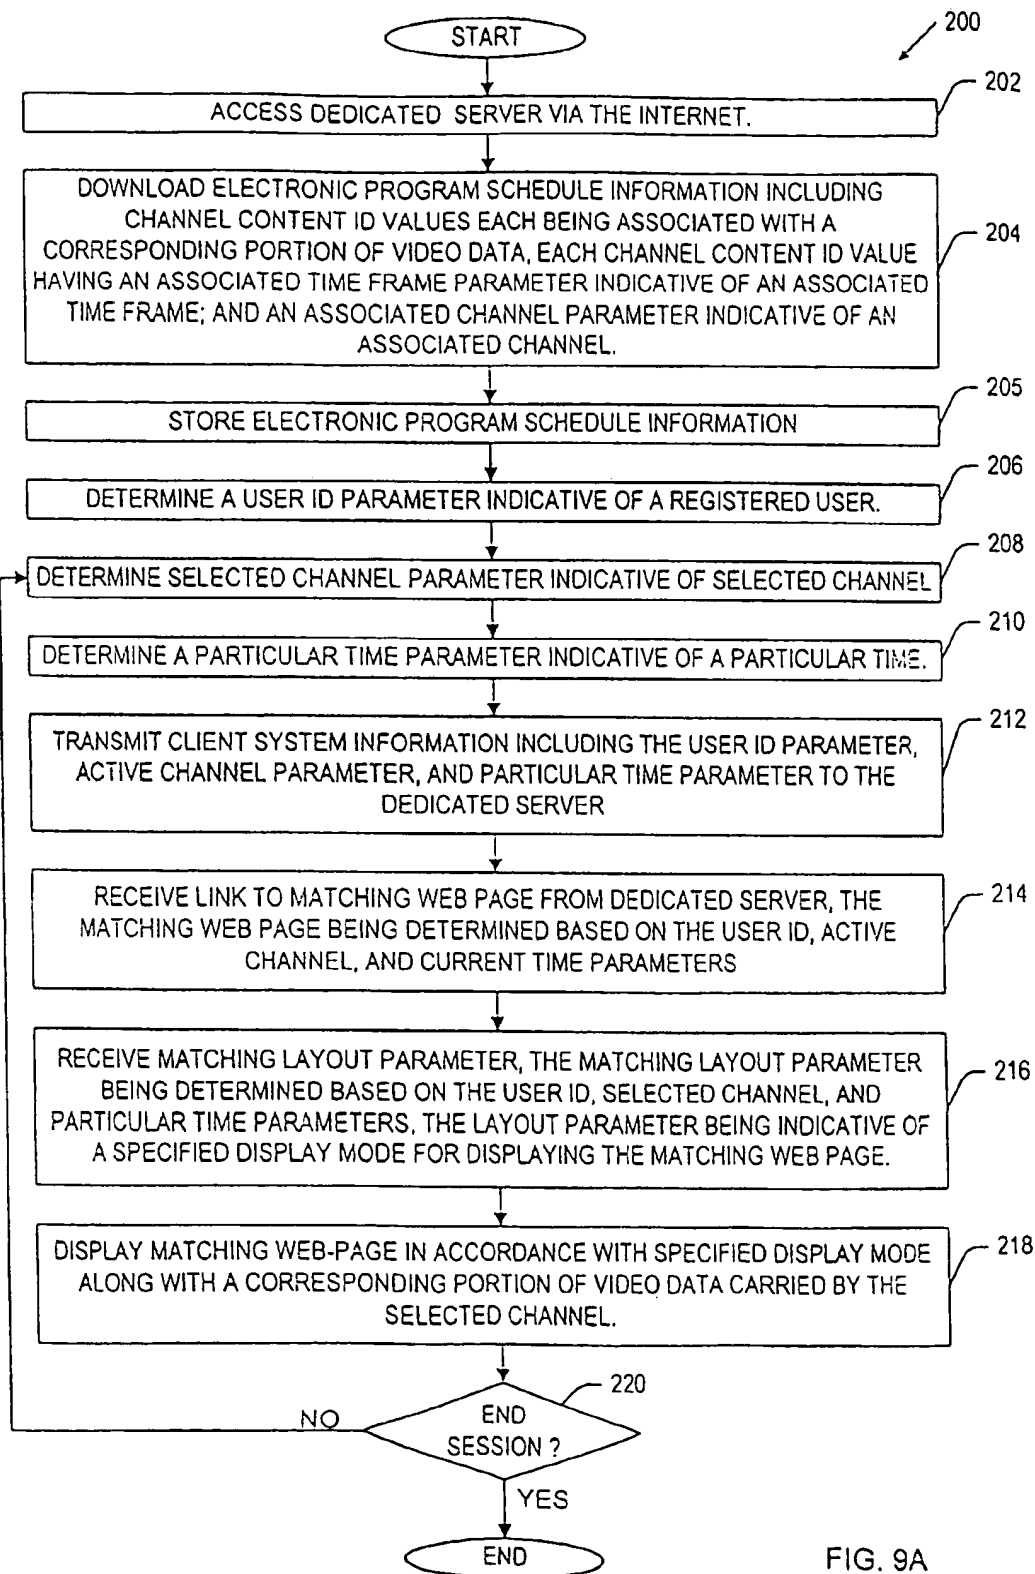 START
200
202
ACCESS DEDICATED SERVER VIA THE INTERNET.
DOWNLOAD ELECTRONIC PROGRAM SCHEDULE INFORMATION INCLUDING
CHANNEL CONTENT ID VALUES EACH BEING ASSOCIATED WITH A
CORRESPONDING PORTION OF VIDEO DATA, EACH CHANNEL CONTENT ID VALUE
HAVING AN ASSOCIATED TIME FRAME PARAMETER INDICATIVE OF AN ASSOCIATED
TIME FRAME; AND AN ASSOCIATED CHANNEL PARAMETER INDICATIVE OF AN
ASSOCIATED CHANNEL.
204
205
STORE ELECTRONIC PROGRAM SCHEDULE INFORMATION
206
DETERMINE A USER ID PARAMETER INDICATIVE OF A REGISTERED USER.
208
DETERMINE SELECTED CHANNEL PARAMETER INDICATIVE OF SELECTED CHANNEL
210
DETERMINE A PARTICULAR TIME PARAMETER INDICATIVE OF A PARTICULAR TIME.
212
TRANSMIT CLIENT SYSTEM INFORMATION INCLUDING THE USER ID PARAMETER,
ACTIVE CHANNEL PARAMETER, AND PARTICULAR TIME PARAMETER TO THE
DEDICATED SERVER
214
RECEIVE LINK TO MATCHING WEB PAGE FROM DEDICATED SERVER, THE
MATCHING WEB PAGE BEING DETERMINED BASED ON THE USER ID, ACTIVE
CHANNEL, AND CURRENT TIME PARAMETERS
216
RECEIVE MATCHING LAYOUT PARAMETER, THE MATCHING LAYOUT PARAMETER
BEING DETERMINED BASED ON THE USER ID, SELECTED CHANNEL, AND
PARTICULAR TIME PARAMETERS, THE LAYOUT PARAMETER BEING INDICATIVE OF
A SPECIFIED DISPLAY MODE FOR DISPLAYING THE MATCHING WEB PAGE.
218
DISPLAY MATCHING WEB-PAGE IN ACCORDANCE WITH SPECIFIED DISPLAY MODE
ALONG WITH A CORRESPONDING PORTION OF VIDEO DATA CARRIED BY THE
SELECTED CHANNEL.
220
NO
END
SESSION ?
YES
END
FIG. 9A